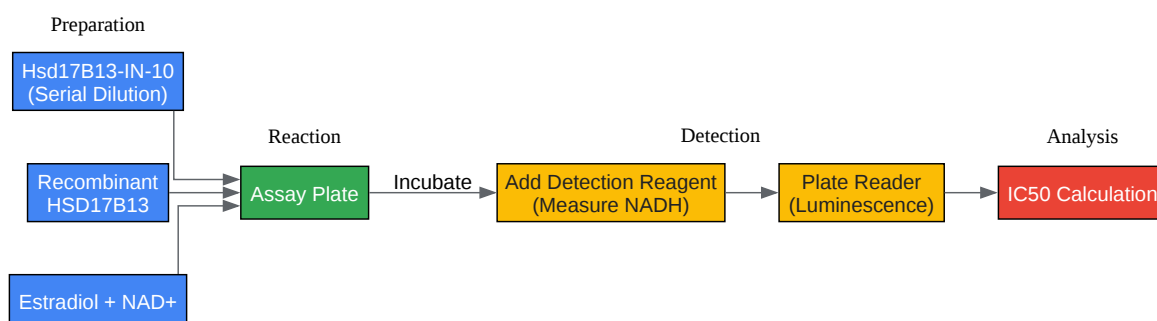 Preparation
Hsd17B13-IN-10
(Serial Dilution)
Recombinant
HSD17B13
Estradiol + NAD+
Reaction
Assay Plate
Incubate
Detection
Add Detection Reagent
(Measure NADH)
Plate Reader
(Luminescence)
Analysis
IC50 Calculation